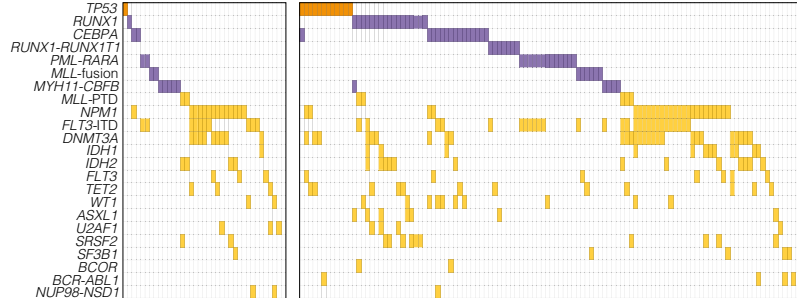 TP53
RUNX1
CEBPA
RUNX1-RUNX1T1
PML-RARA
MLL-fusion
MYH11-CBFB
MLL-PTD
NPM1
FLT3-ITD
DNMT3A
IDH1
IDH2
FLT3
TET2
WT1
ASXL1
U2AF1
SRSF2
SF3B1
BCOR
BCR-ABL1
NUP98-NSD1